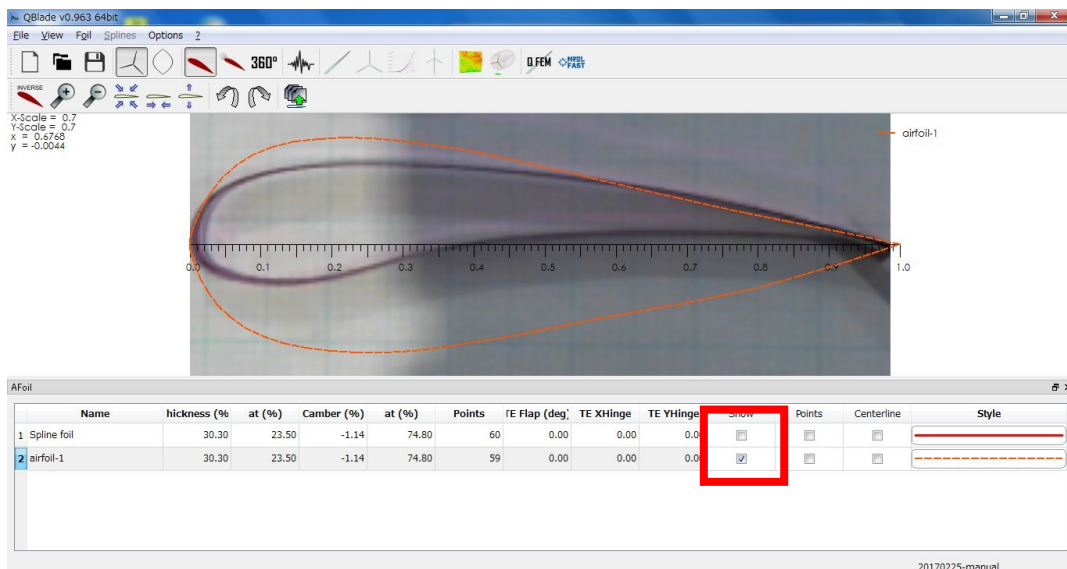 QBlade v0.963 64bit
File View Foil Splines Options ?
360° Q FEM NREL FAST
INVERSE
X-Scale = 0.7
Y-Scale = 0.7
x = 0.6768
y = -0.0044
airfoil-1
0.0 0.1 0.2 0.3 0.4 0.5 0.6 0.7 0.8 0.9 1.0
AFoil
Name hickness (% at (%) Camber (%) at (%) Points TE Flap (deg) TE XHinge TE YHinge Show Points Centerline Style
1 Spline foil 30.30 23.50 -1.14 74.80 60 0.00 0.00 0.0
2 airfoil-1 30.30 23.50 -1.14 74.80 59 0.00 0.00 0.0
20170225-manual